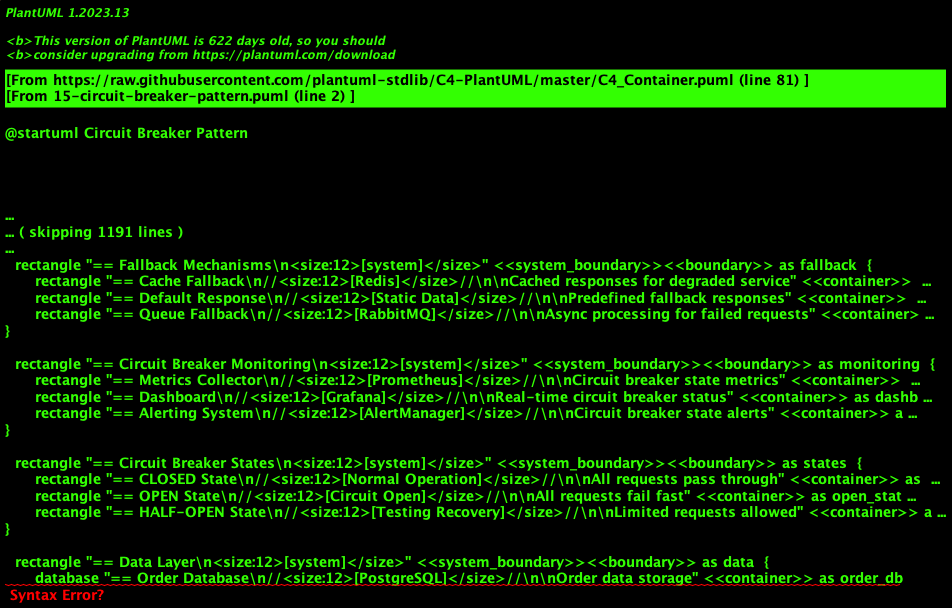 PlantUML 1.2023.13
<b>This version of PlantUML is 622 days old, so you should
<b>consider upgrading from https://plantuml.com/download
[From https://raw.githubusercontent.com/plantuml-stdlib/C4-PlantUML/master/C4_Container.puml (line 81) ]
[From 15-circuit-breaker-pattern.puml (line 2) ]
@startuml Circuit Breaker Pattern
...
... ( skipping 1191 lines )
...
rectangle "== Fallback Mechanisms\n<size:12>[system]</size>" <<system_boundary>><<boundary>> as fallback {
rectangle "== Cache Fallback\n//<size:12>[Redis]</size>//\n\nCached responses for degraded service" <<container>> ...
rectangle "== Default Response\n//<size:12>[Static Data]</size>//\n\nPredefined fallback responses" <<container>> ...
rectangle "== Queue Fallback\n//<size:12>[RabbitMQ]</size>//\n\nAsync processing for failed requests" <<container> ...
}
rectangle "== Circuit Breaker Monitoring\n<size:12>[system]</size>" <<system_boundary>><<boundary>> as monitoring {
rectangle "== Metrics Collector\n//<size:12>[Prometheus]</size>//\n\nCircuit breaker state metrics" <<container>> ...
rectangle "== Dashboard\n//<size:12>[Grafana]</size>//\n\nReal-time circuit breaker status" <<container>> as dashb ...
rectangle "== Alerting System\n//<size:12>[AlertManager]</size>//\n\nCircuit breaker state alerts" <<container>> a ...
}
rectangle "== Circuit Breaker States\n<size:12>[system]</size>" <<system_boundary>><<boundary>> as states {
rectangle "== CLOSED State\n//<size:12>[Normal Operation]</size>//\n\nAll requests pass through" <<container>> as ...
rectangle "== OPEN State\n//<size:12>[Circuit Open]</size>//\n\nAll requests fail fast" <<container>> as open_stat ...
rectangle "== HALF-OPEN State\n//<size:12>[Testing Recovery]</size>//\n\nLimited requests allowed" <<container>> a ...
}
rectangle "== Data Layer\n<size:12>[system]</size>" <<system_boundary>><<boundary>> as data {
database "== Order Database\n//<size:12>[PostgreSQL]</size>//\n\nOrder data storage" <<container>> as order_db
Syntax Error?